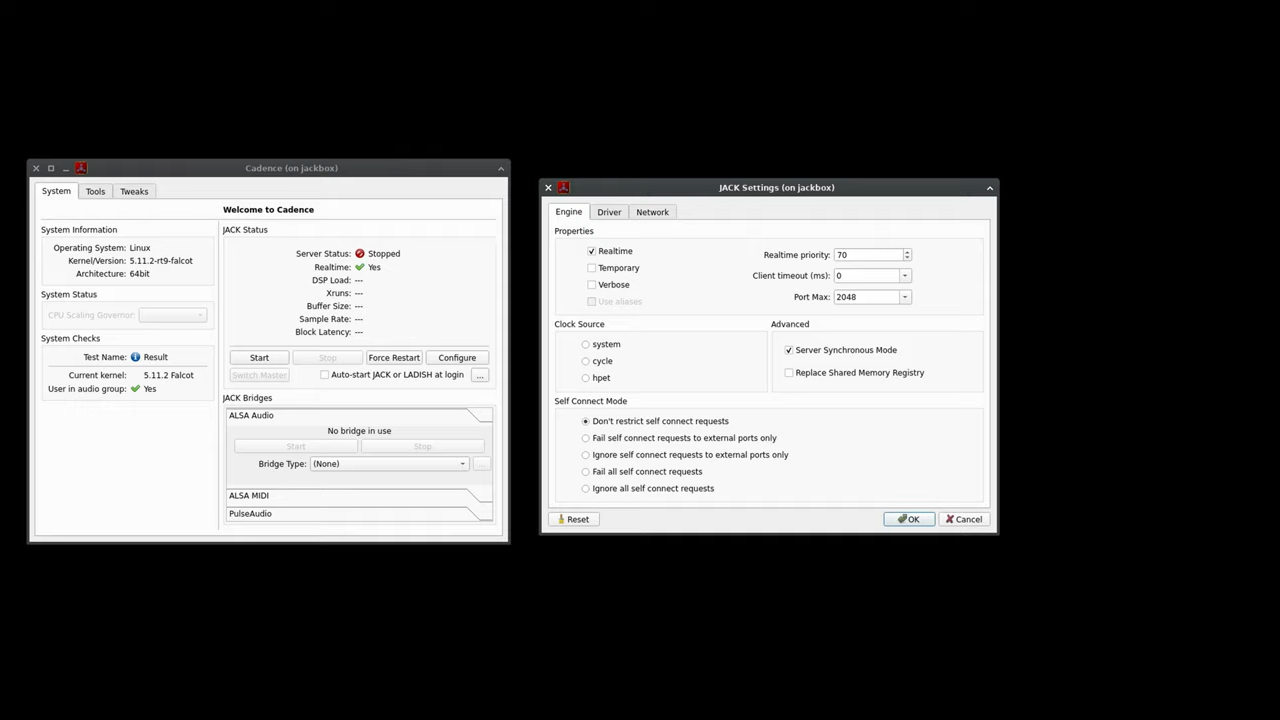 Cadence (on jackbox)
System
Tools
Tweaks
Welcome to Cadence
System Information
Operating System: Linux
Kernel/Version: 5.11.2-rt9-falcot
Architecture: 64bit
System Status
CPU Scaling Governor:
System Checks
Test Name: Result
Current kernel: 5.11.2 Falcot
User in audio group: Yes
JACK Status
Server Status: Stopped
Realtime: Yes
DSP Load: ---
Xruns: ---
Buffer Size: ---
Sample Rate: ---
Block Latency: ---
Start
Stop
Force Restart
Configure
Switch Master
Auto-start JACK or LADISH at login
...
JACK Bridges
ALSA Audio
No bridge in use
Start
Stop
Bridge Type: (None)
...
ALSA MIDI
PulseAudio
JACK Settings (on jackbox)
Engine
Driver
Network
Properties
Realtime
Temporary
Verbose
Use aliases
Realtime priority: 70
Client timeout (ms): 0
Port Max: 2048
Clock Source
system
cycle
hpet
Advanced
Server Synchronous Mode
Replace Shared Memory Registry
Self Connect Mode
Don't restrict self connect requests
Fail self connect requests to external ports only
Ignore self connect requests to external ports only
Fail all self connect requests
Ignore all self connect requests
Reset
OK
Cancel